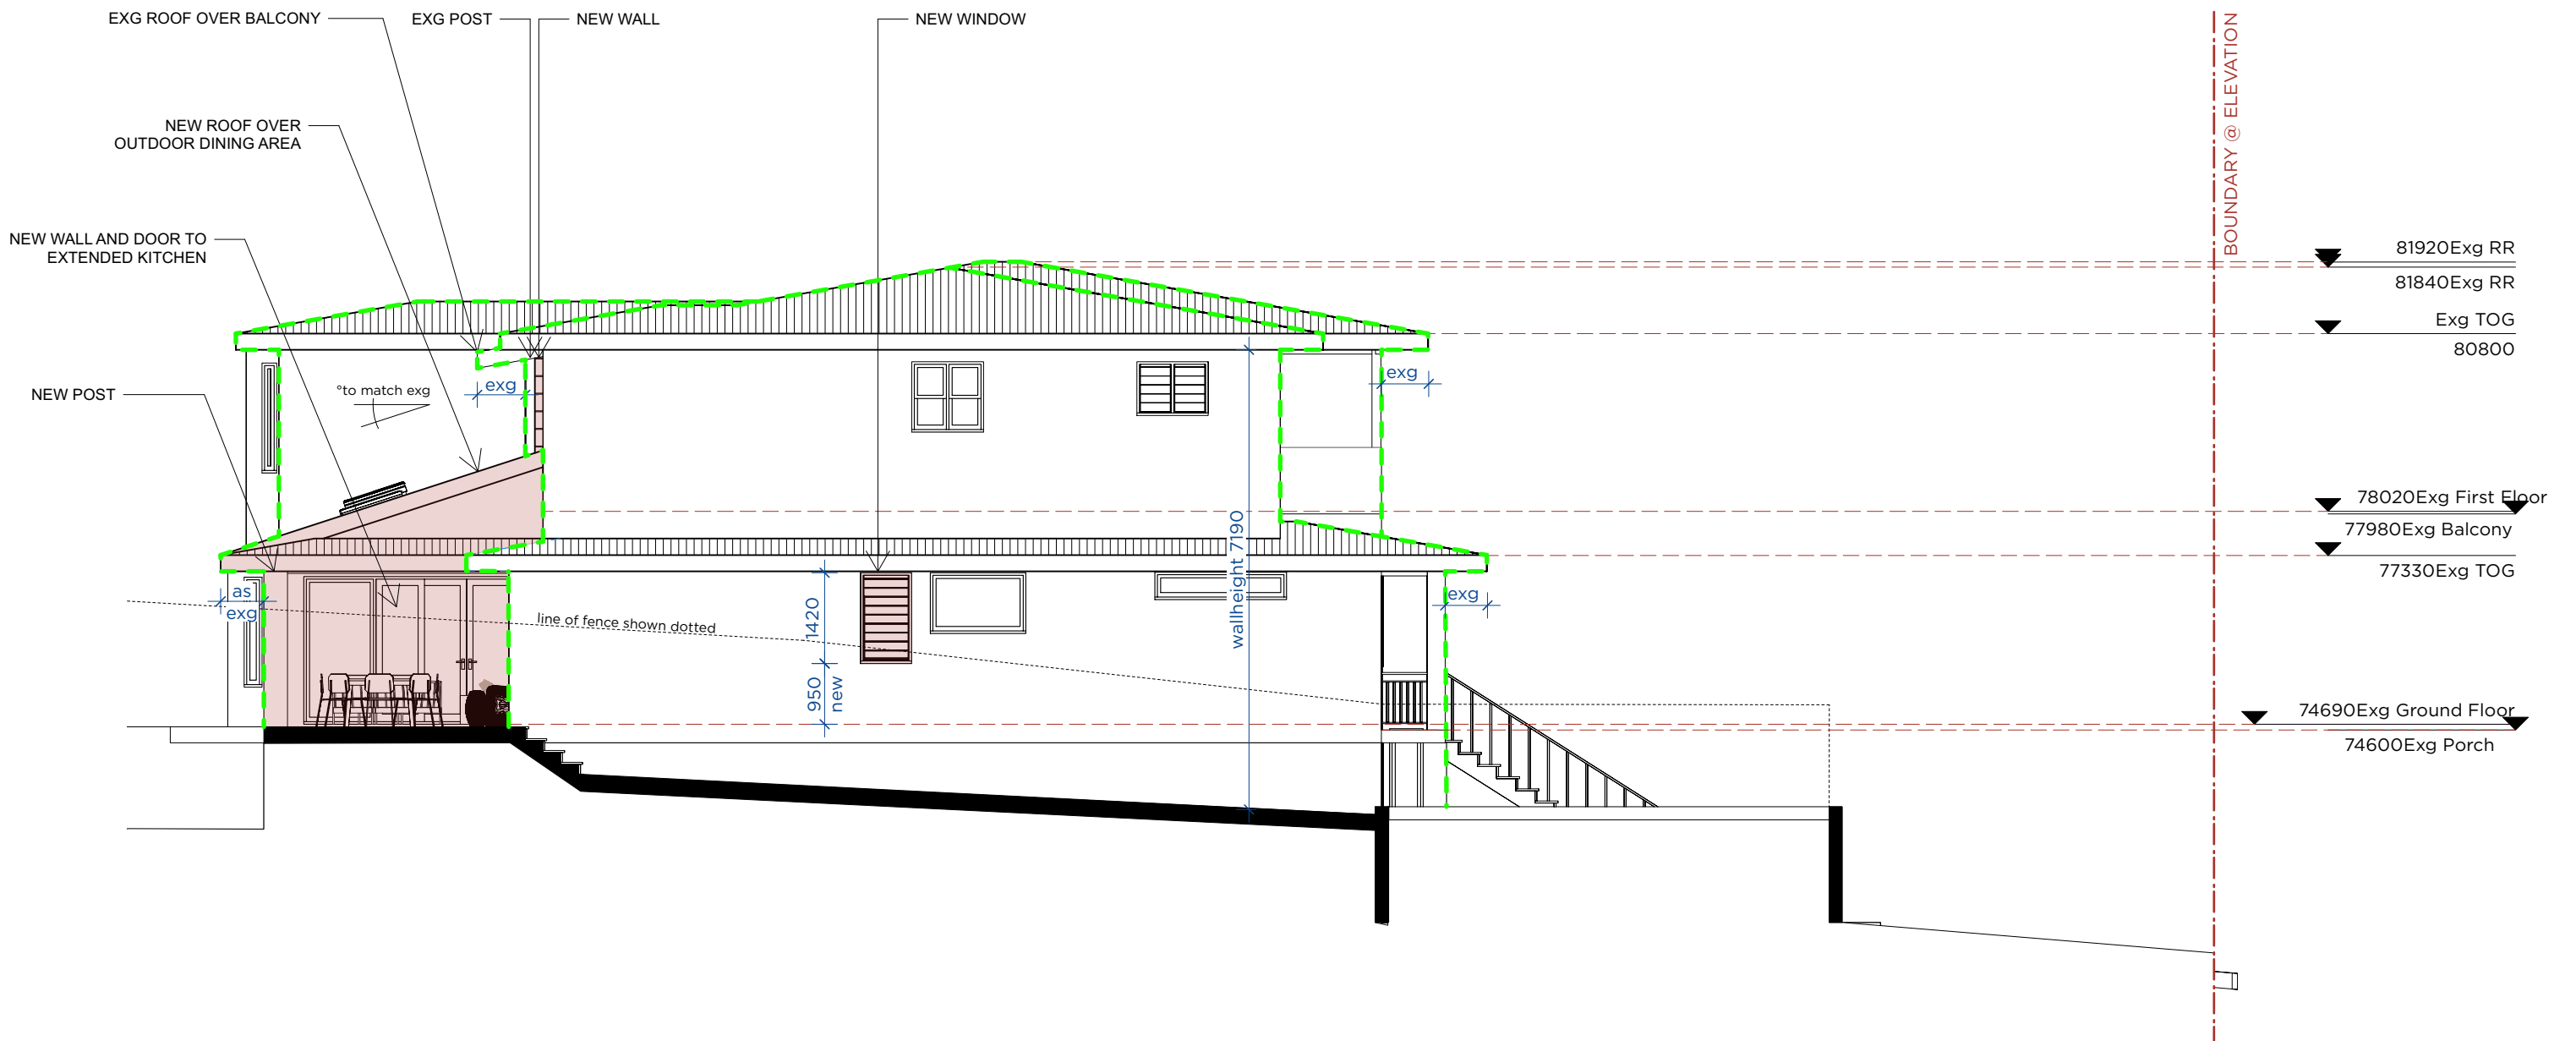 EXG ROOF OVER BALCONY
EXG POST
NEW WALL
NEW WINDOW
BOUNDARY @ ELEVATION
NEW ROOF OVER
OUTDOOR DINING AREA
NEW WALL AND DOOR TO
EXTENDED KITCHEN
81920Exg RR
81840Exg RR
Exg TOG
80800
exg
exg
°to match exg
NEW POST
78020Exg First Floor
77980Exg Balcony
wallheight 7190
77330Exg TOG
as
exg
exg
line of fence shown dotted
1420
950
new
74690Exg Ground Floor
74600Exg Porch